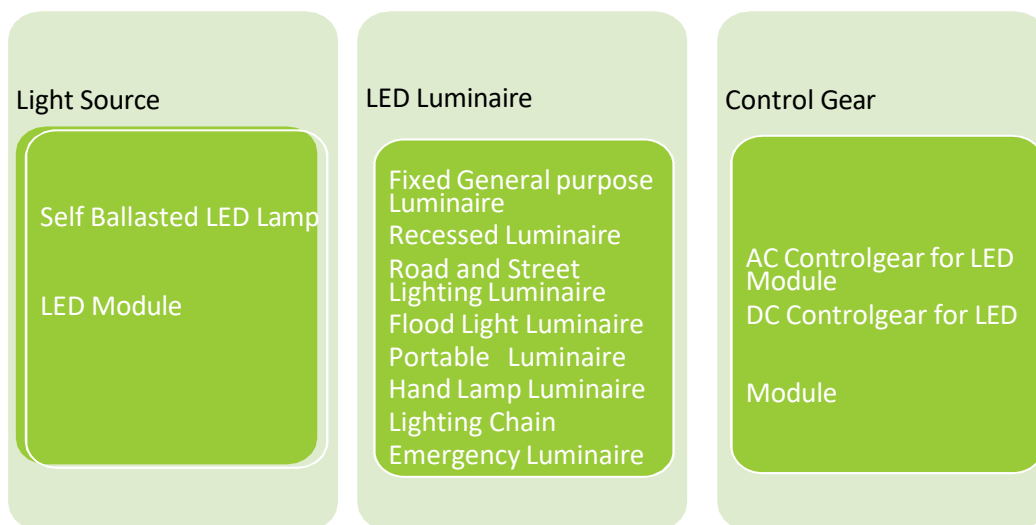 Light Source
Self Ballasted LED Lamp
LED Module
LED Luminaire
Fixed General purpose
Luminaire
Recessed Luminaire
Road and Street
Lighting Luminaire
Flood Light Luminaire
Portable Luminaire
Hand Lamp Luminaire
Lighting Chain
Emergency Luminaire
Control Gear
AC Controlgear for LED
Module
DC Controlgear for LED
Module